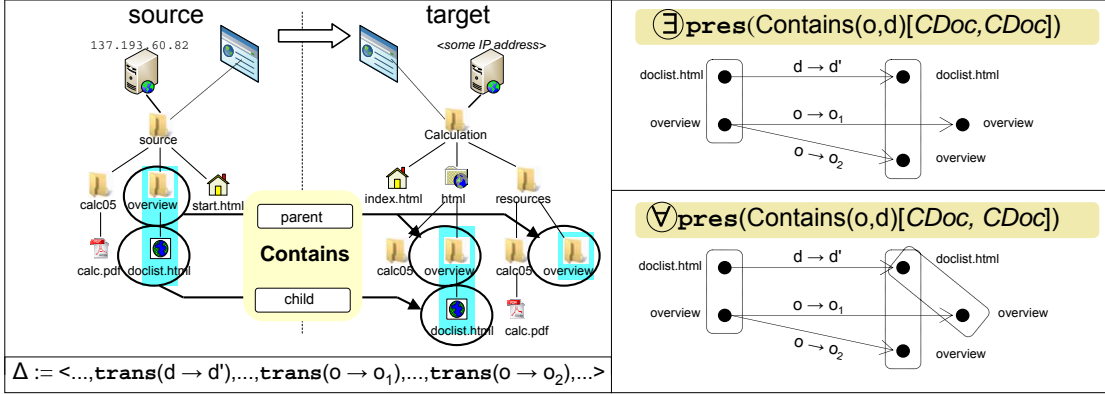 source
target
137.193.60.82
<some IP address>
source
Calculation
calc05
overview
start.html
index.html
html
resources
parent
Contains
child
calc.pdf
doclist.html
calc05
overview
calc05
overview
doclist.html
calc.pdf
Δ := <...,trans(d → d'),...,trans(o → o₁),...,trans(o → o₂),...>
∃pres(Contains(o,d)[CDoc,CDoc])
doclist.html
d → d'
doclist.html
overview
o → o₁
overview
o → o₂
overview
∀pres(Contains(o,d)[CDoc, CDoc])
doclist.html
d → d'
doclist.html
overview
o → o₁
overview
o → o₂
overview